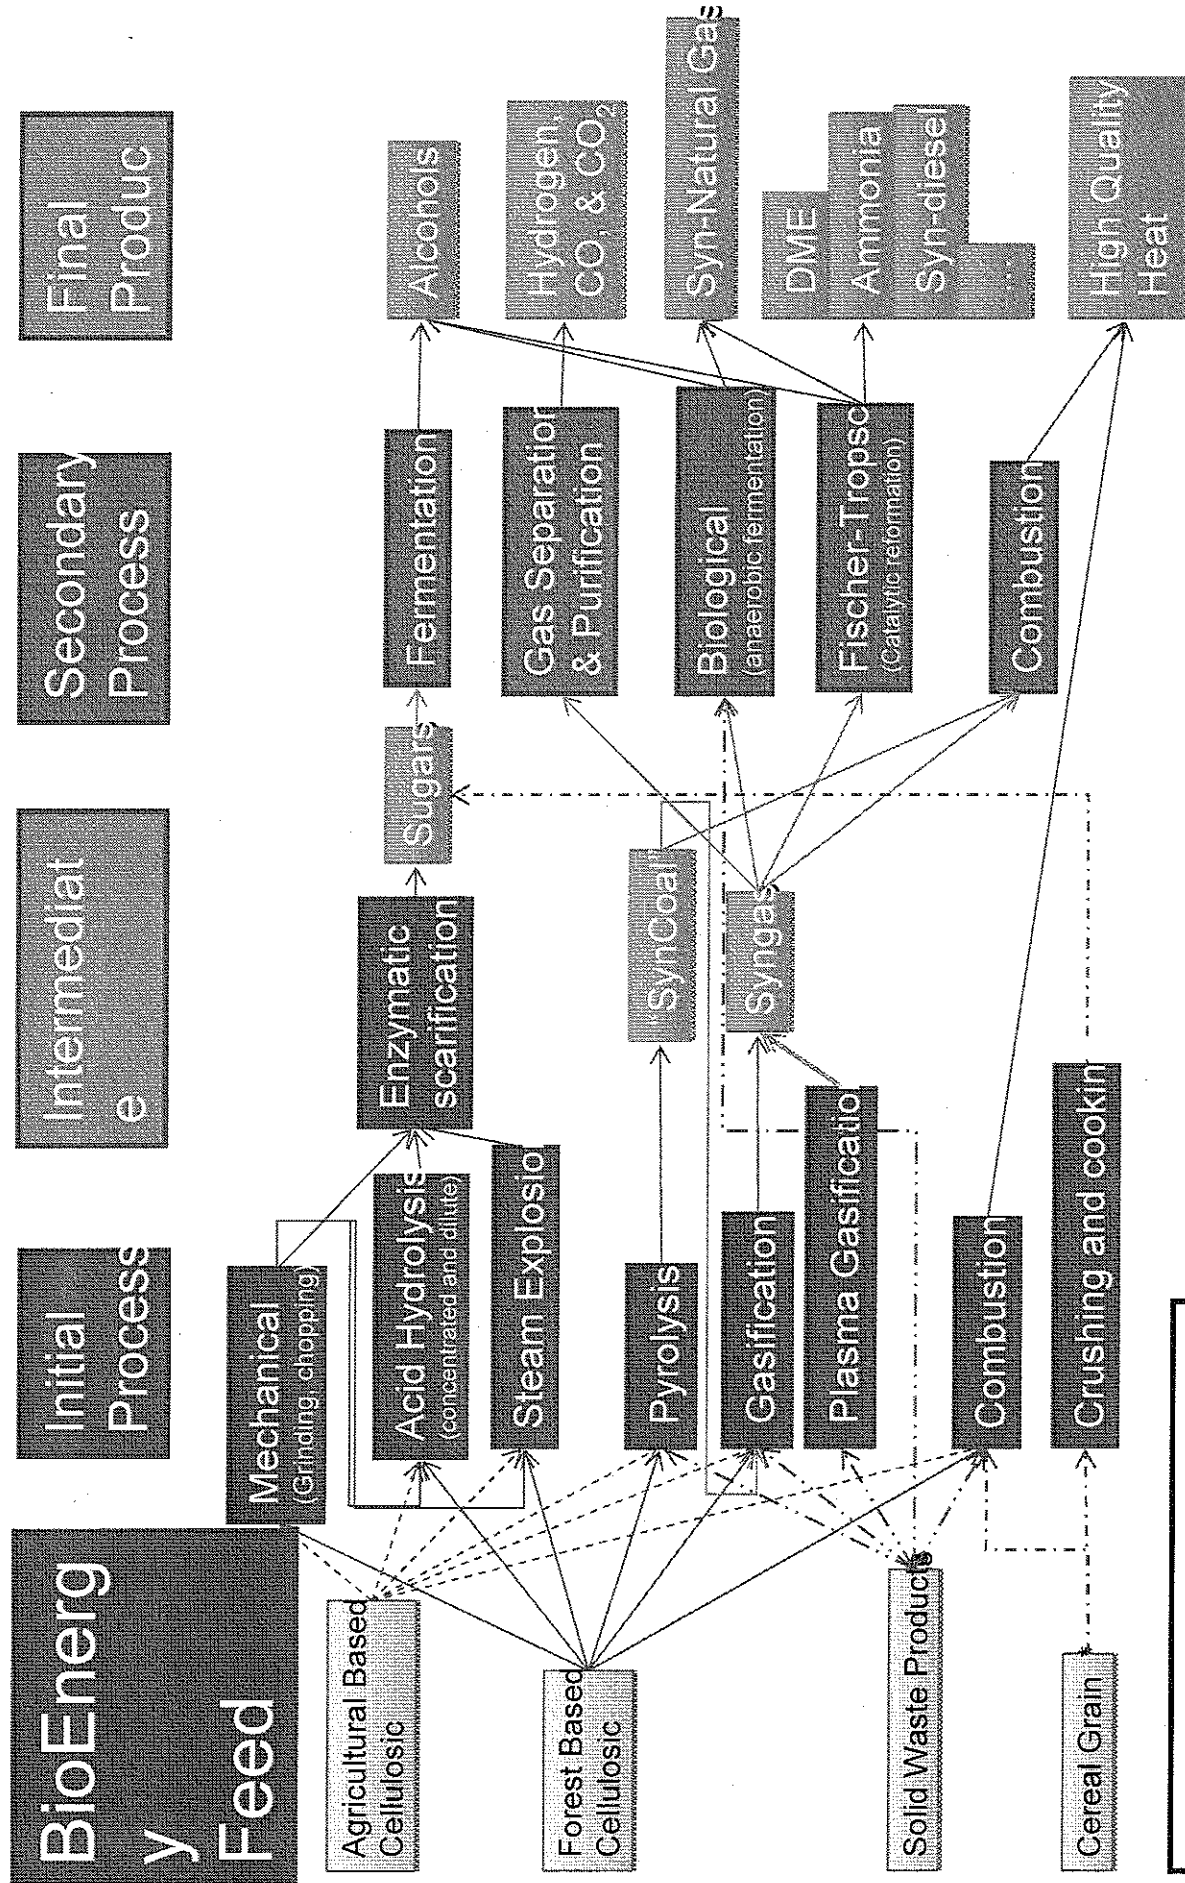 BioEnerg
y
Feed
Initial
Process
Intermediat
e
Secondary
Process
Final
Produc
Agricultural Based
Cellulosic
Forest Based
Cellulosic
Solid Waste Products
Cereal Grain
Mechanical
(Grinding, chopping)
Acid Hydrolysis
(concentrated and dilute)
Steam Explosio
Pyrolysis
Gasification
Plasma Gasificatio
Combustion
Crushing and cookin
Enzymatic
scarification
Sugars
"SynCoal"
Syngas
Fermentation
Gas Separation
& Purification
Biological
(anaerobic fermentation)
Fischer-Tropsc
(Catalytic reformation)
Combustion
Alcohols
Hydrogen,
CO, & CO2
Syn-Natural Gas
DME
Ammonia
Syn-diesel
...
High Quality
Heat